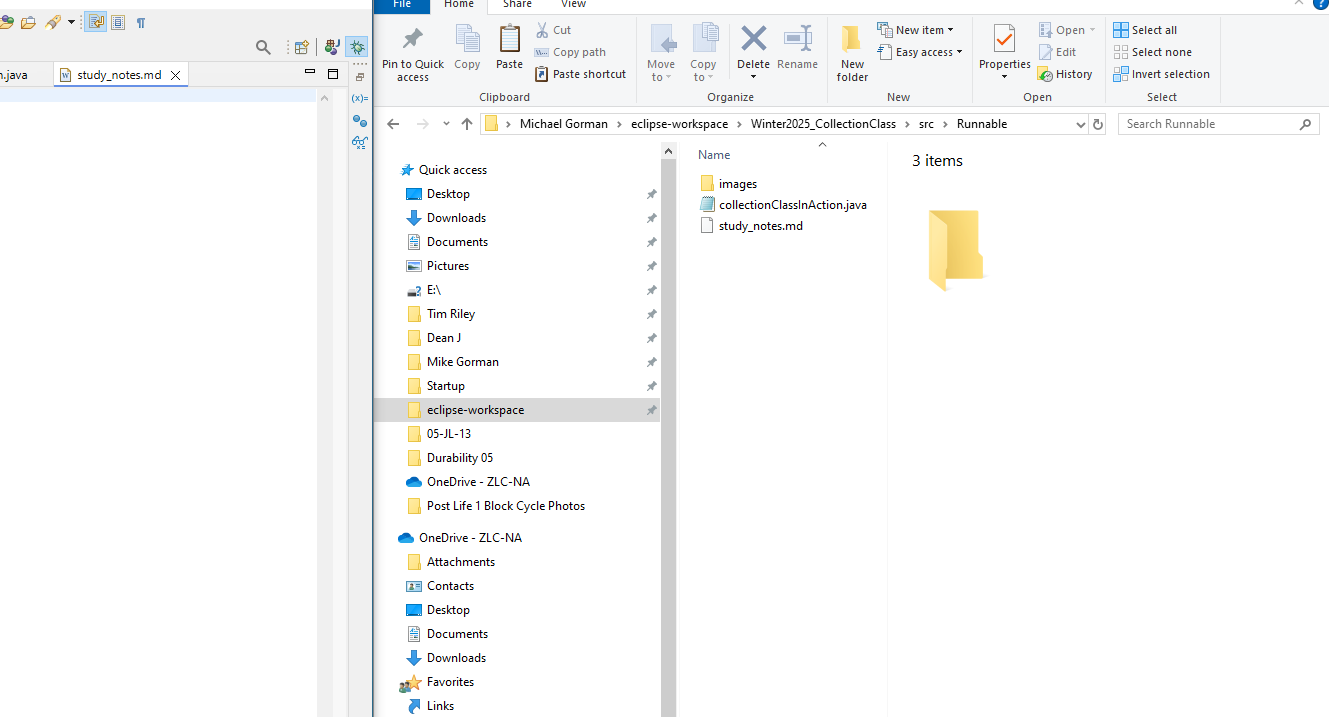 File Home Share View
Pin to Quick access
Copy
Paste
Cut
Copy path
Paste shortcut
Clipboard
Move to
Copy to
Delete
Rename
Organize
New folder
New item
Easy access
New
Properties
Open
Edit
History
Open
Select all
Select none
Invert selection
Select
n.java
study_notes.md
(x)=
Michael Gorman > eclipse-workspace > Winter2025_CollectionClass > src > Runnable
Search Runnable
Quick access
Desktop
Downloads
Documents
Pictures
E:\
Tim Riley
Dean J
Mike Gorman
Startup
eclipse-workspace
05-JL-13
Durability 05
OneDrive - ZLC-NA
Post Life 1 Block Cycle Photos
OneDrive - ZLC-NA
Attachments
Contacts
Desktop
Documents
Downloads
Favorites
Links
Name
images
collectionClassInAction.java
study_notes.md
3 items